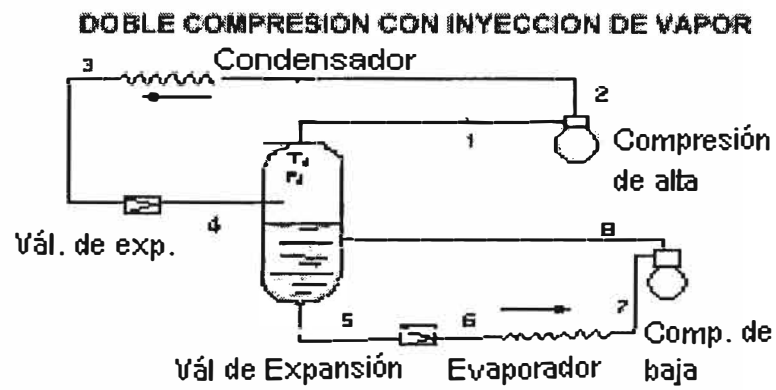 DOBLE COMPRESION CON INYECCION DE VAPOR
3
Condensador
2
1
Compresión
de alta
4
Vál. de exp.
8
7
5
6
Comp. de
baja
Vál de Expansión
Evaporador